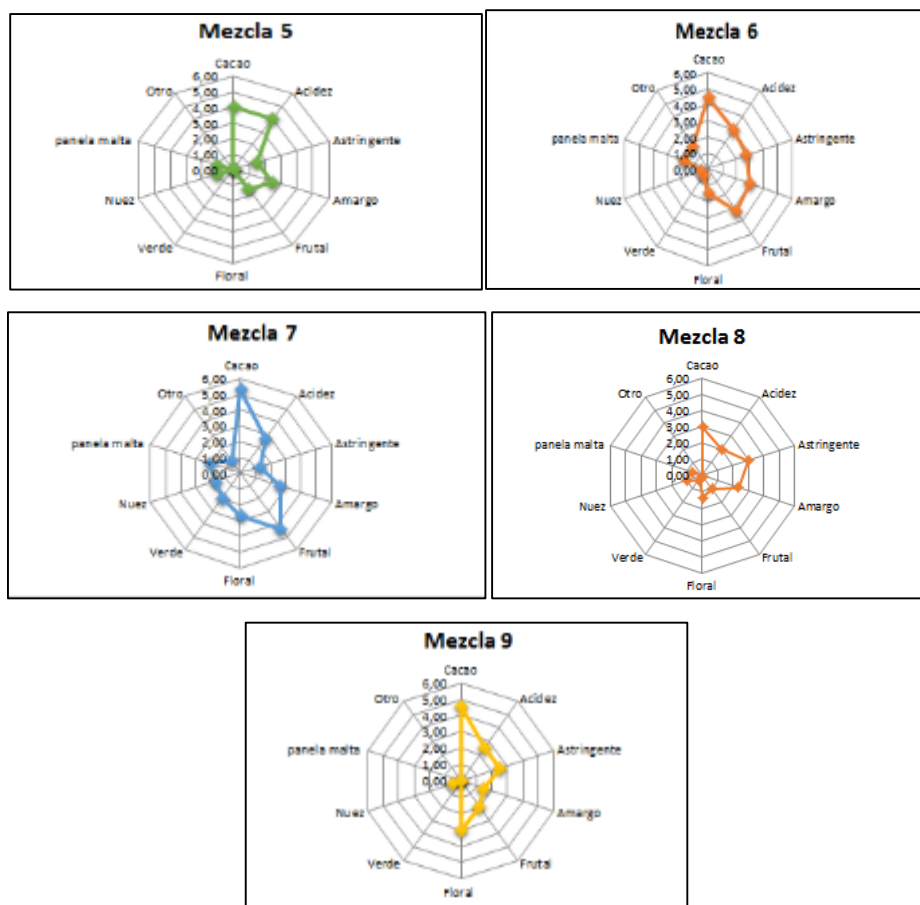 Mezcla 5
Cacao
6,00
5,00
4,00
3,00
2,00
1,00
0,00
Acidez
Astringente
Amargo
Frutal
Floral
Verde
Nuez
panela malta
Otro
Mezcla 6
Cacao
6,00
5,00
4,00
3,00
2,00
1,00
0,00
Acidez
Astringente
Amargo
Frutal
Floral
Verde
Nuez
panela malta
Otro
Mezcla 7
Cacao
6,00
5,00
4,00
3,00
2,00
1,00
0,00
Acidez
Astringente
Amargo
Frutal
Floral
Verde
Nuez
panela malta
Otro
Mezcla 8
Cacao
6,00
5,00
4,00
3,00
2,00
1,00
0,00
Acidez
Astringente
Amargo
Frutal
Floral
Verde
Nuez
panela malta
Otro
Mezcla 9
Cacao
6,00
5,00
4,00
3,00
2,00
1,00
0,00
Acidez
Astringente
Amargo
Frutal
Floral
Verde
Nuez
panela malta
Otro